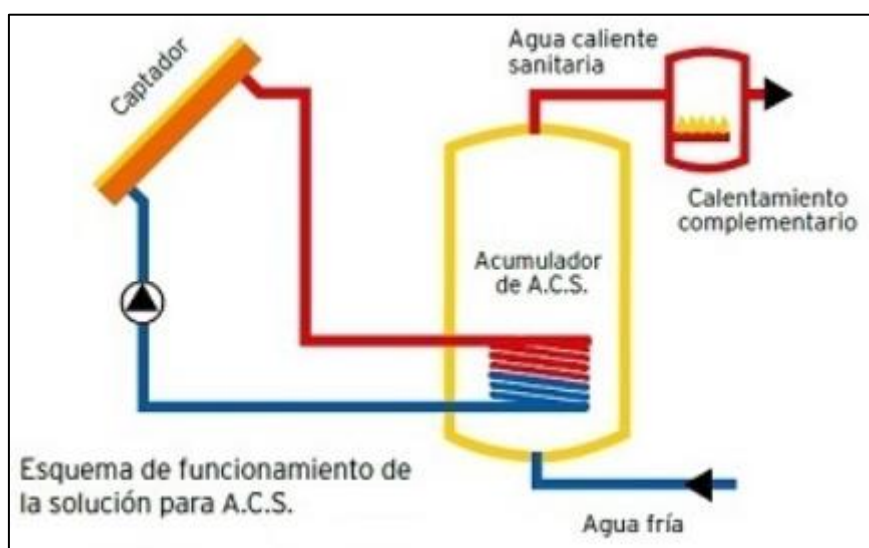 Captador
Agua caliente
sanitaria
Calentamiento
complementario
Acumulador
de A.C.S.
Esquema de funcionamiento de
la solución para A.C.S.
Agua fría